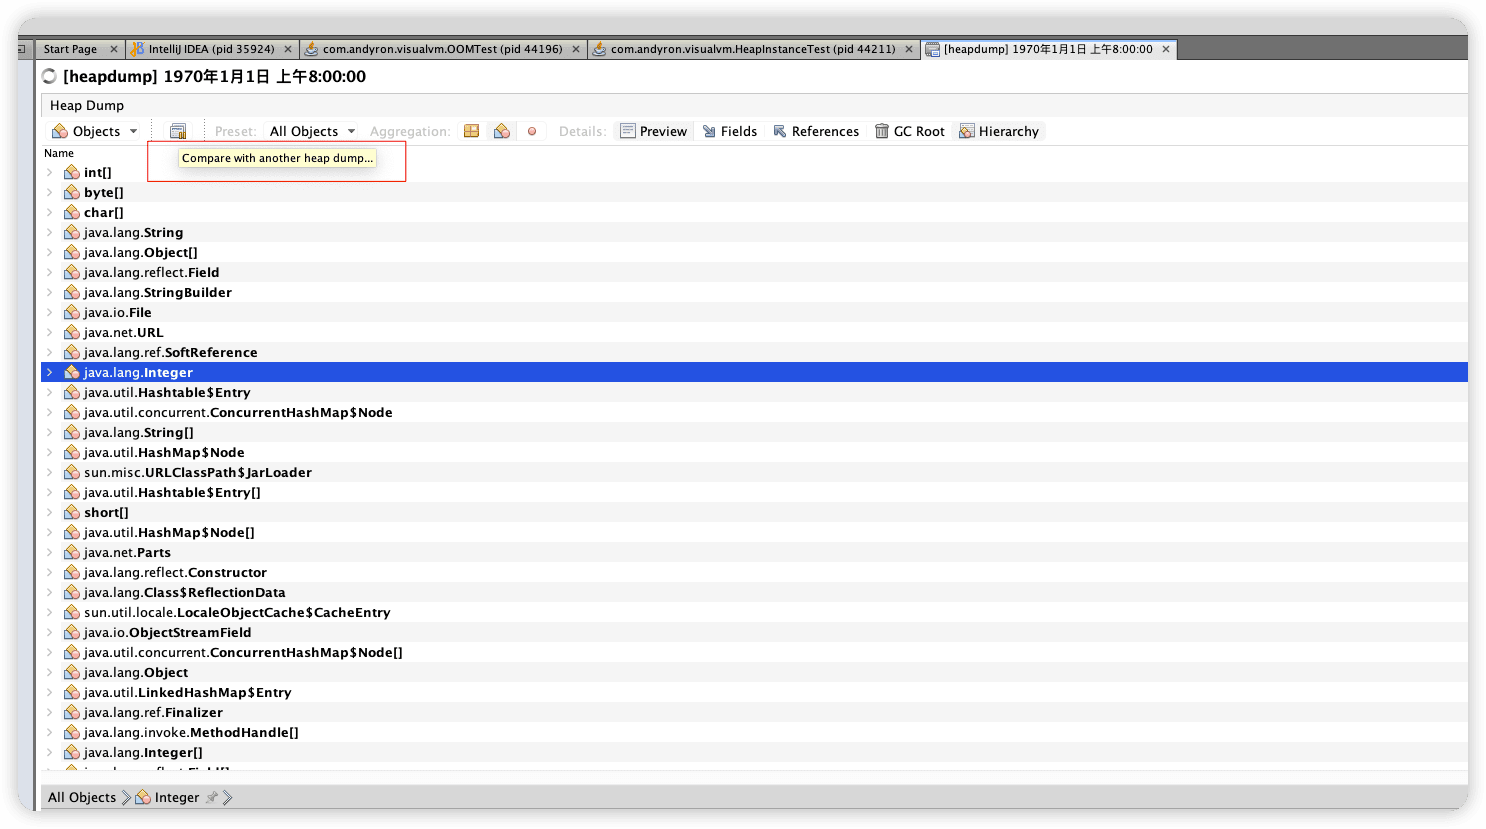 Start Page IntelliJ IDEA (pid 35924) com.andyron.visualvm.OOMTest (pid 44196) com.andyron.visualvm.HeapInstanceTest (pid 44211) [heapdump] 1970年1月1日 上午8:00:00
[heapdump] 1970年1月1日 上午8:00:00
Heap Dump
Objects Preset: All Objects Aggregation: Details: Preview Fields References GC Root Hierarchy
Name
Compare with another heap dump...
int[]
byte[]
char[]
java.lang.String
java.lang.Object[]
java.lang.reflect.Field
java.lang.StringBuilder
java.io.File
java.net.URL
java.lang.ref.SoftReference
java.lang.Integer
java.util.Hashtable$Entry
java.util.concurrent.ConcurrentHashMap$Node
java.lang.String[]
java.util.HashMap$Node
sun.misc.URLClassPath$JarLoader
java.util.Hashtable$Entry[]
short[]
java.util.HashMap$Node[]
java.net.Parts
java.lang.reflect.Constructor
java.lang.Class$ReflectionData
sun.util.locale.LocaleObjectCache$CacheEntry
java.io.ObjectStreamField
java.util.concurrent.ConcurrentHashMap$Node[]
java.lang.Object
java.util.LinkedHashMap$Entry
java.lang.ref.Finalizer
java.lang.invoke.MethodHandle[]
java.lang.Integer[]
All Objects Integer